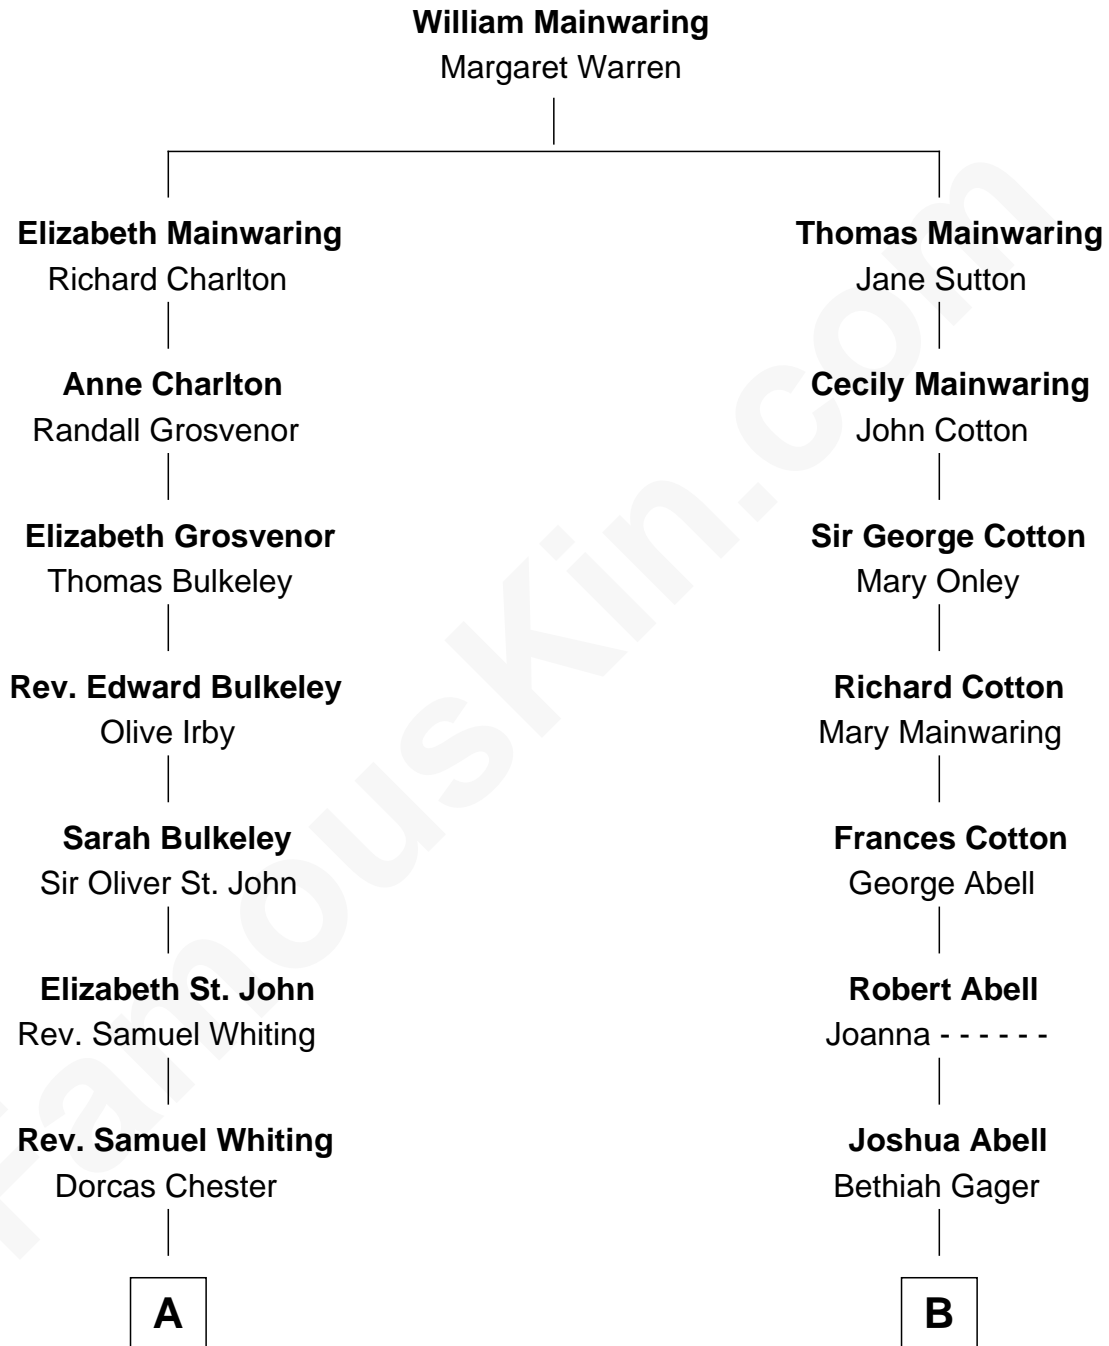 William Mainwaring
Margaret Warren
Elizabeth Mainwaring
Richard Charlton
Thomas Mainwaring
Jane Sutton
Anne Charlton
Randall Grosvenor
Cecily Mainwaring
John Cotton
Elizabeth Grosvenor
Thomas Bulkeley
Sir George Cotton
Mary Onley
Rev. Edward Bulkeley
Olive Irby
Richard Cotton
Mary Mainwaring
Sarah Bulkeley
Sir Oliver St. John
Frances Cotton
George Abell
Elizabeth St. John
Rev. Samuel Whiting
Robert Abell
Joanna - - - - - -
Rev. Samuel Whiting
Dorcas Chester
Joshua Abell
Bethiah Gager
A
B
FamousKin.com